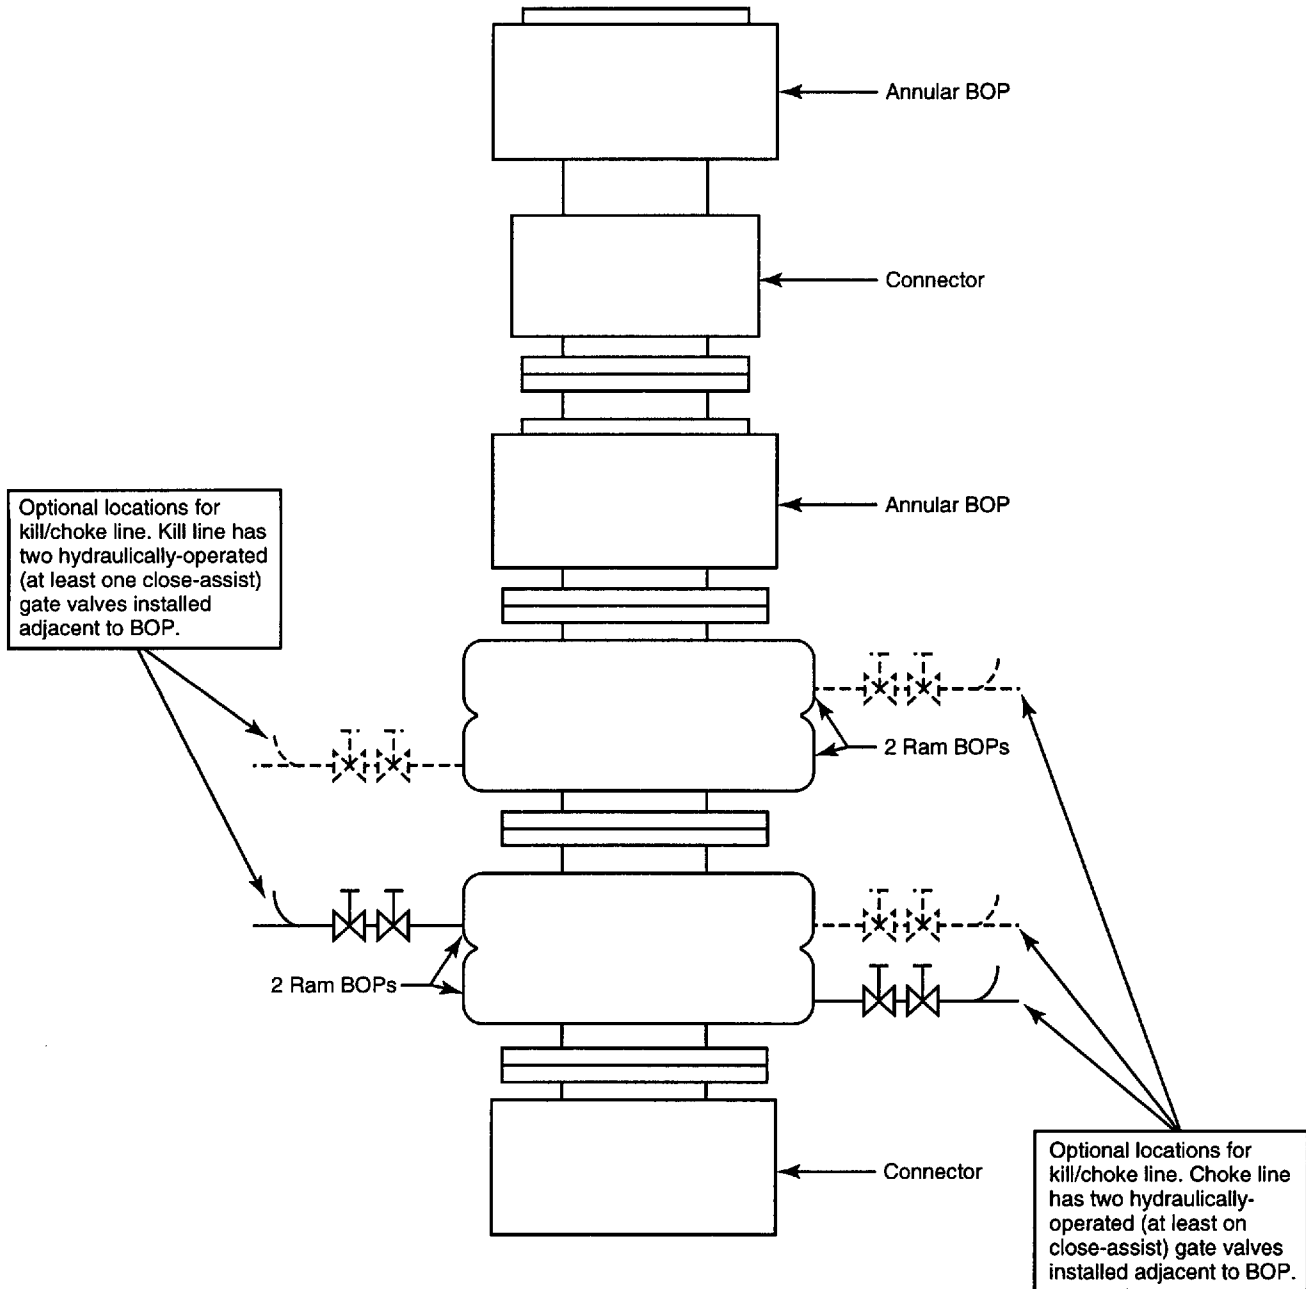 Annular BOP
Connector
Annular BOP
Optional locations for
kill/choke line. Kill line has
two hydraulically-operated
(at least one close-assist)
gate valves installed
adjacent to BOP.
2 Ram BOPs
2 Ram BOPs
Connector
Optional locations for
kill/choke line. Choke line
has two hydraulically-
operated (at least on
close-assist) gate valves
installed adjacent to BOP.